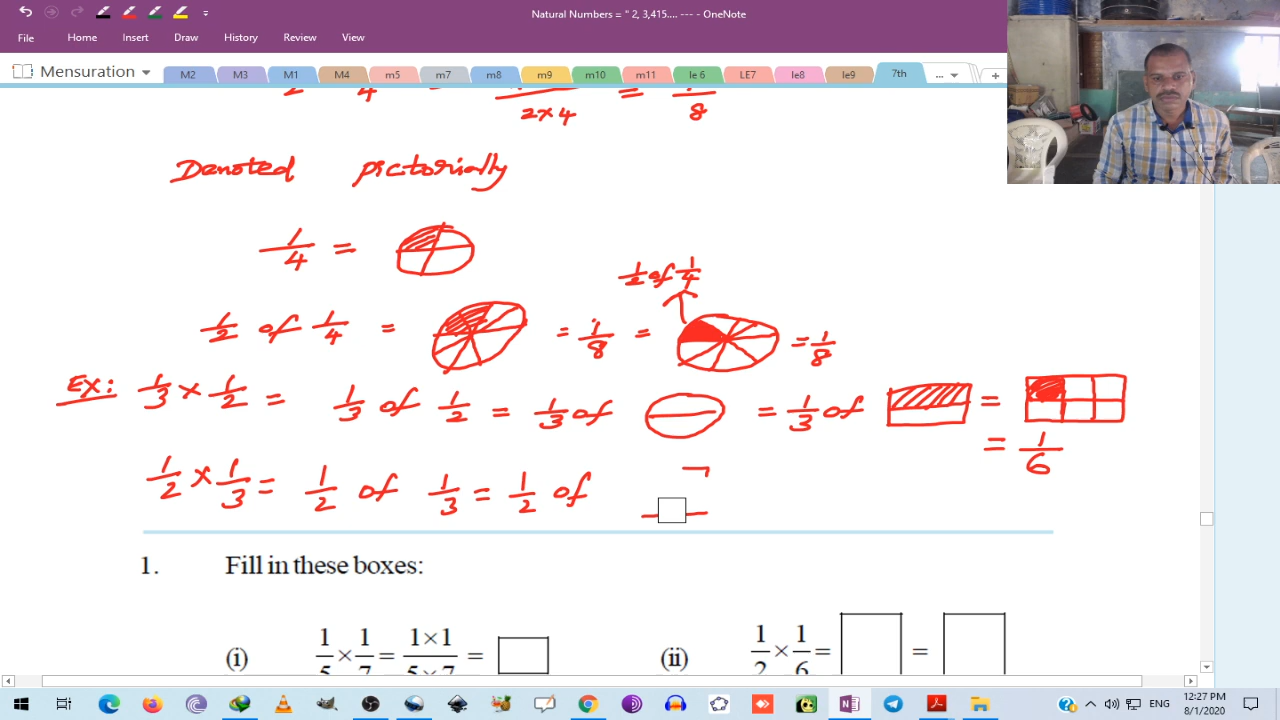 Natural Numbers = " 2, 3,415.... --- - OneNote
File Home Insert Draw History Review View
Mensuration M2 M3 M1 M4 m5 m7 m8 m9 m10 m11 le 6 LE7 le8 le9 7th ... +
2 4 = 2×4 = 8
Denoted picitorially
1/4 =
1/2 of 1/4
1/2 of 1/4 = = 1/8 = = 1/8
EX: 1/3 × 1/2 = 1/3 of 1/2 = 1/3 of = 1/3 of =
= 1/6
1/2 × 1/3 = 1/2 of 1/3 = 1/2 of
1. Fill in these boxes:
(i) 1/5 × 1/7 = 1×1/5×7 = (ii) 1/2 × 1/6 = =
ENG 12:27 PM
8/1/2020